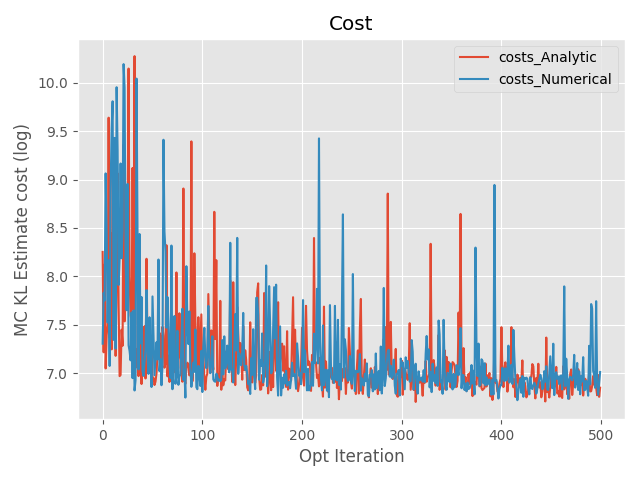 Cost
costs_Analytic
costs_Numerical
MC KL Estimate cost (log)
10.0
9.5
9.0
8.5
8.0
7.5
7.0
0 100 200 300 400 500
Opt Iteration